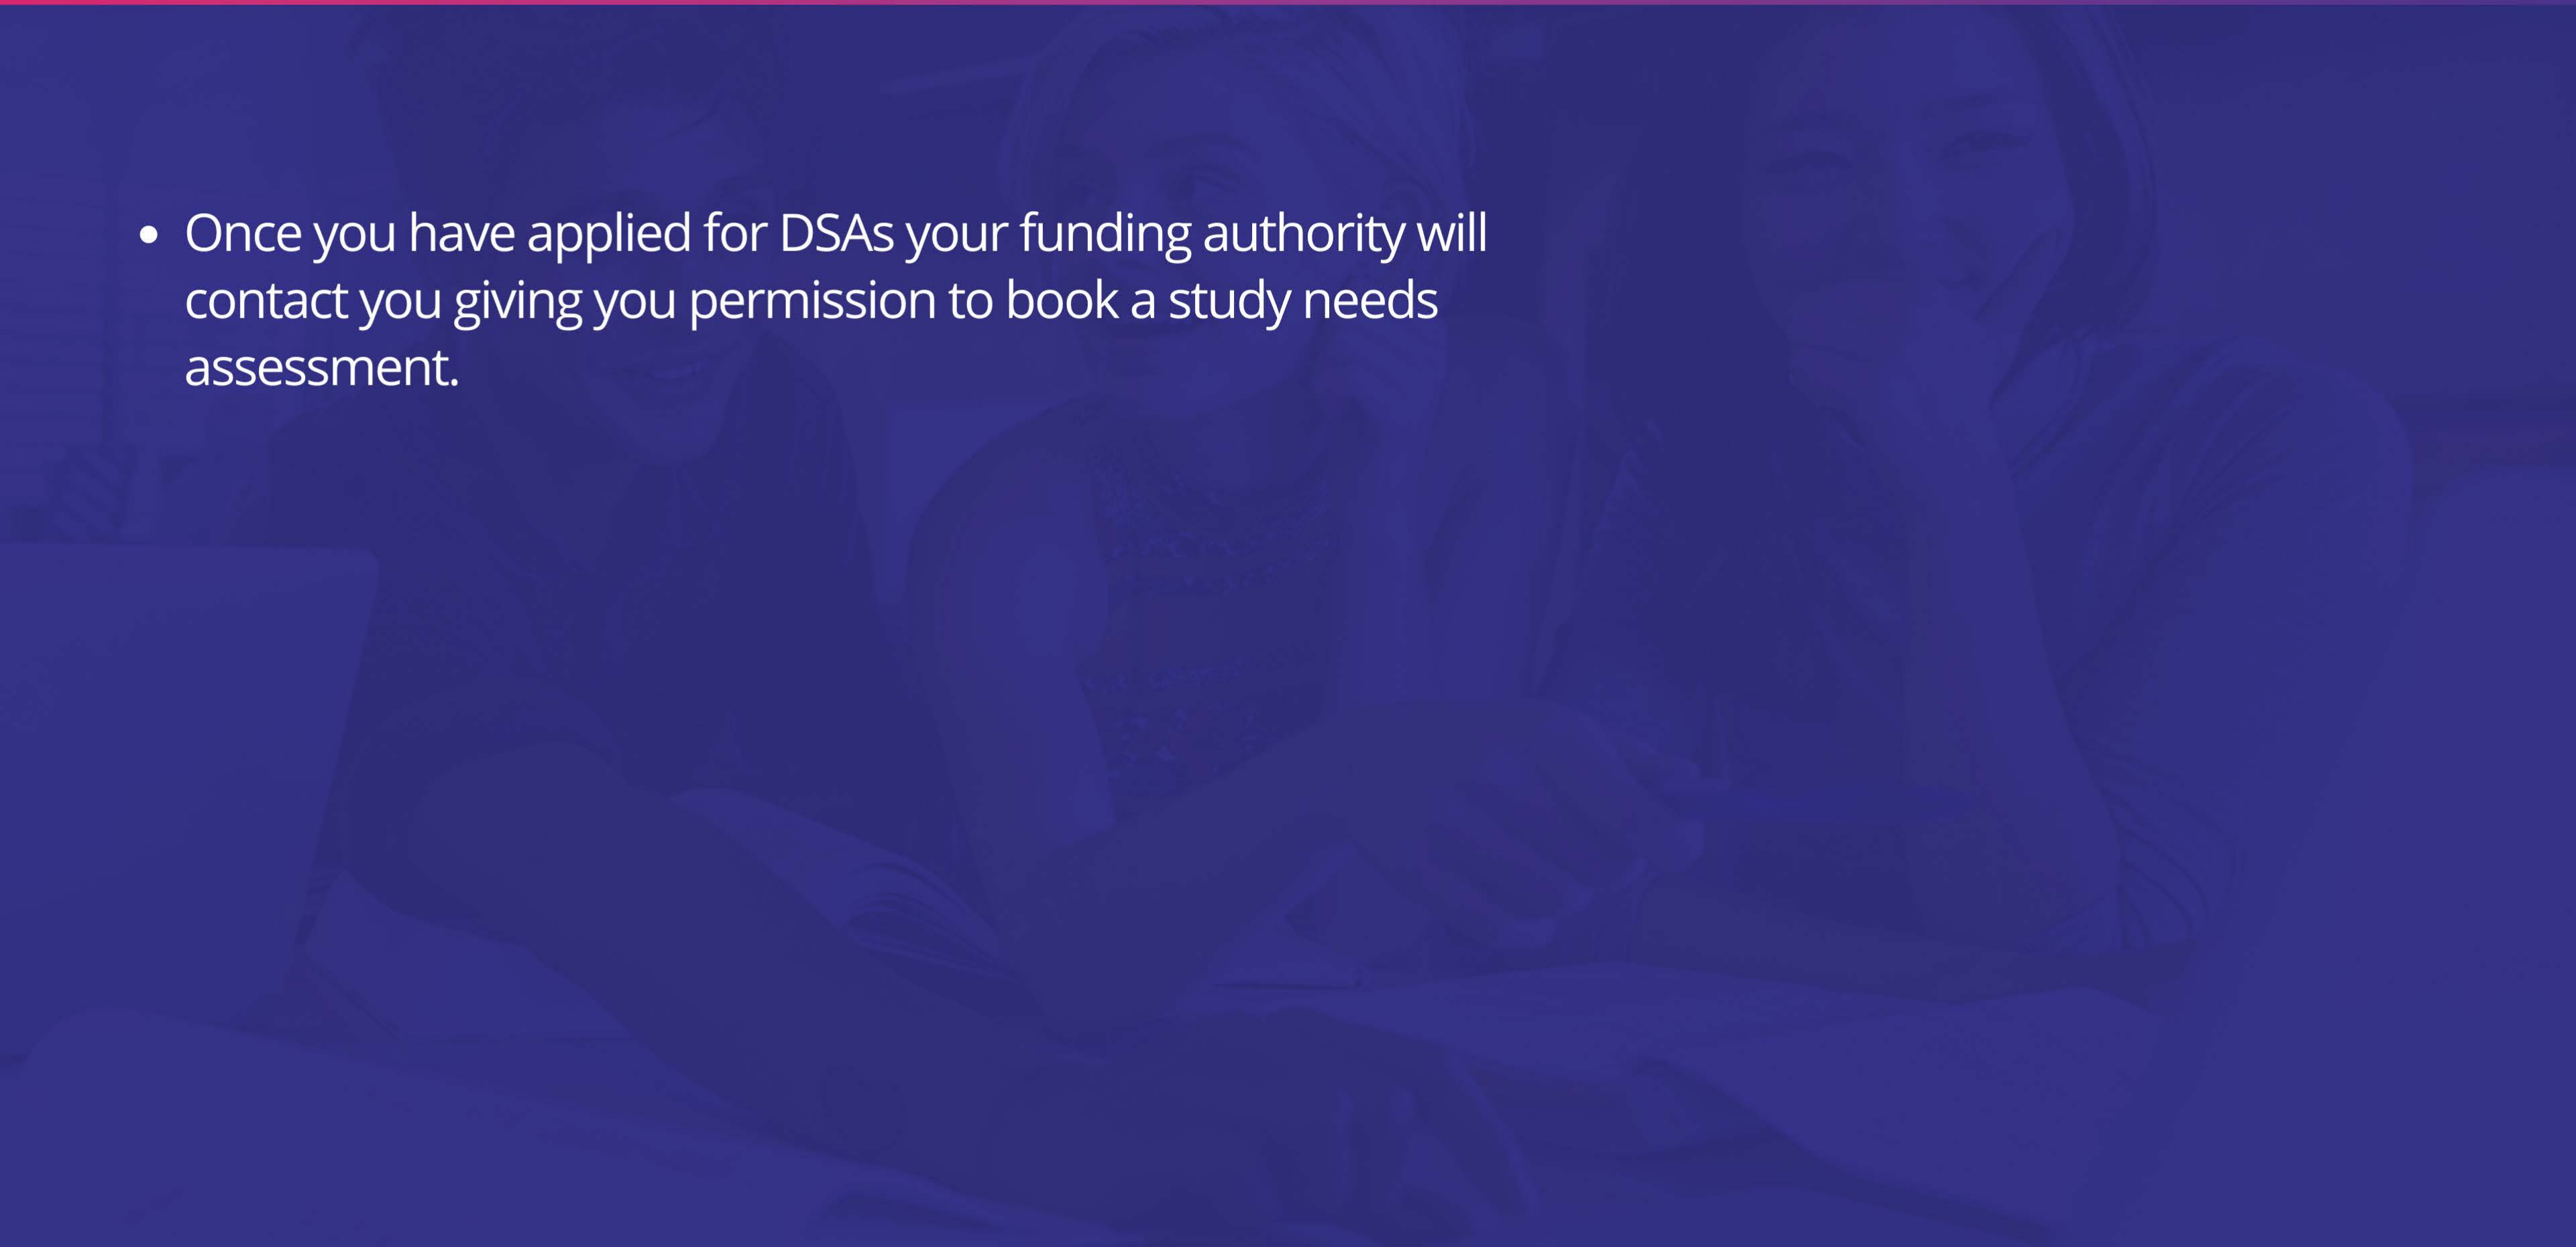 • Once you have applied for DSAs your funding authority will
contact you giving you permission to book a study needs
assessment.